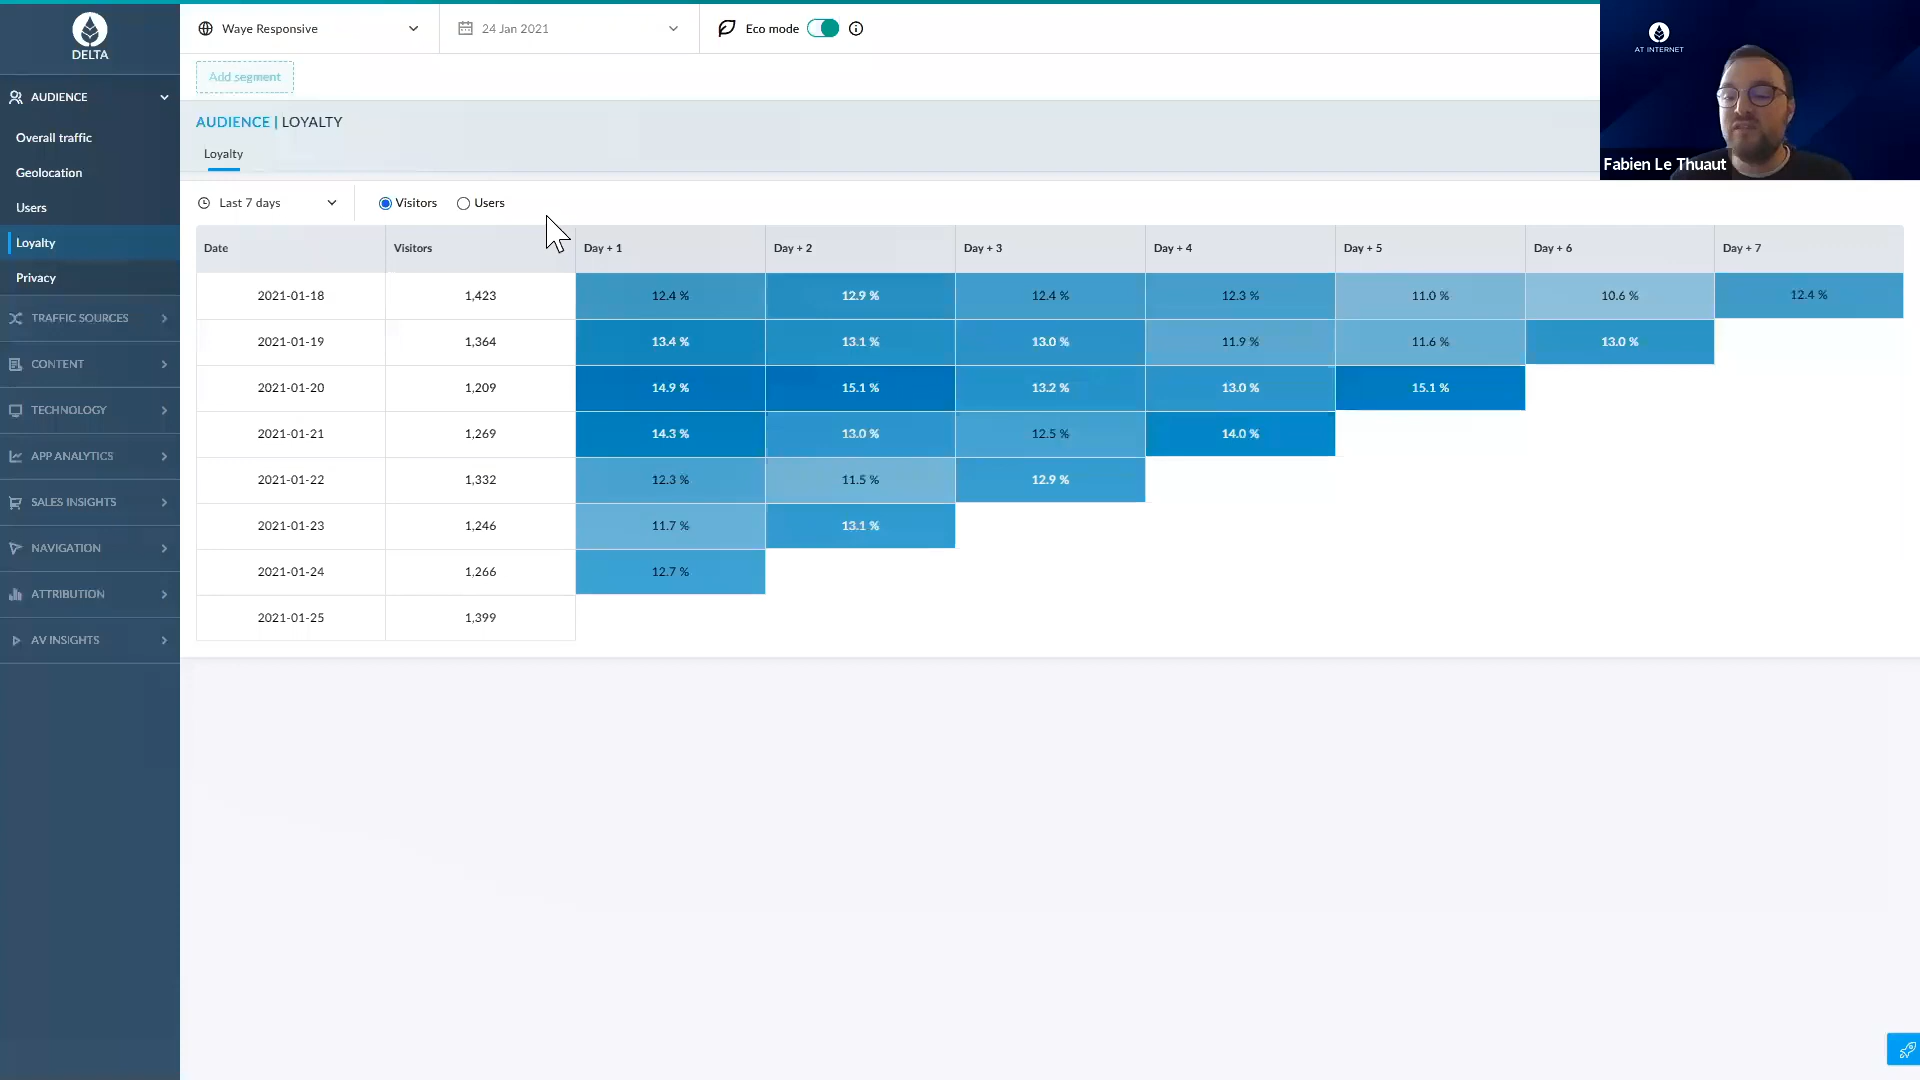 DELTA
Waye Responsive
24 Jan 2021
Eco mode
AT INTERNET
Fabien Le Thuaut
Add segment
AUDIENCE
Overall traffic
Geolocation
Users
Loyalty
Privacy
TRAFFIC SOURCES
CONTENT
TECHNOLOGY
APP ANALYTICS
SALES INSIGHTS
NAVIGATION
ATTRIBUTION
AV INSIGHTS
AUDIENCE | LOYALTY
Loyalty
Last 7 days Visitors Users
Date Visitors Day + 1 Day + 2 Day + 3 Day + 4 Day + 5 Day + 6 Day + 7
2021-01-18 1,423 12.4 % 12.9 % 12.4 % 12.3 % 11.0 % 10.6 % 12.4 %
2021-01-19 1,364 13.4 % 13.1 % 13.0 % 11.9 % 11.6 % 13.0 %
2021-01-20 1,209 14.9 % 15.1 % 13.2 % 13.0 % 15.1 %
2021-01-21 1,269 14.3 % 13.0 % 12.5 % 14.0 %
2021-01-22 1,332 12.3 % 11.5 % 12.9 %
2021-01-23 1,246 11.7 % 13.1 %
2021-01-24 1,266 12.7 %
2021-01-25 1,399